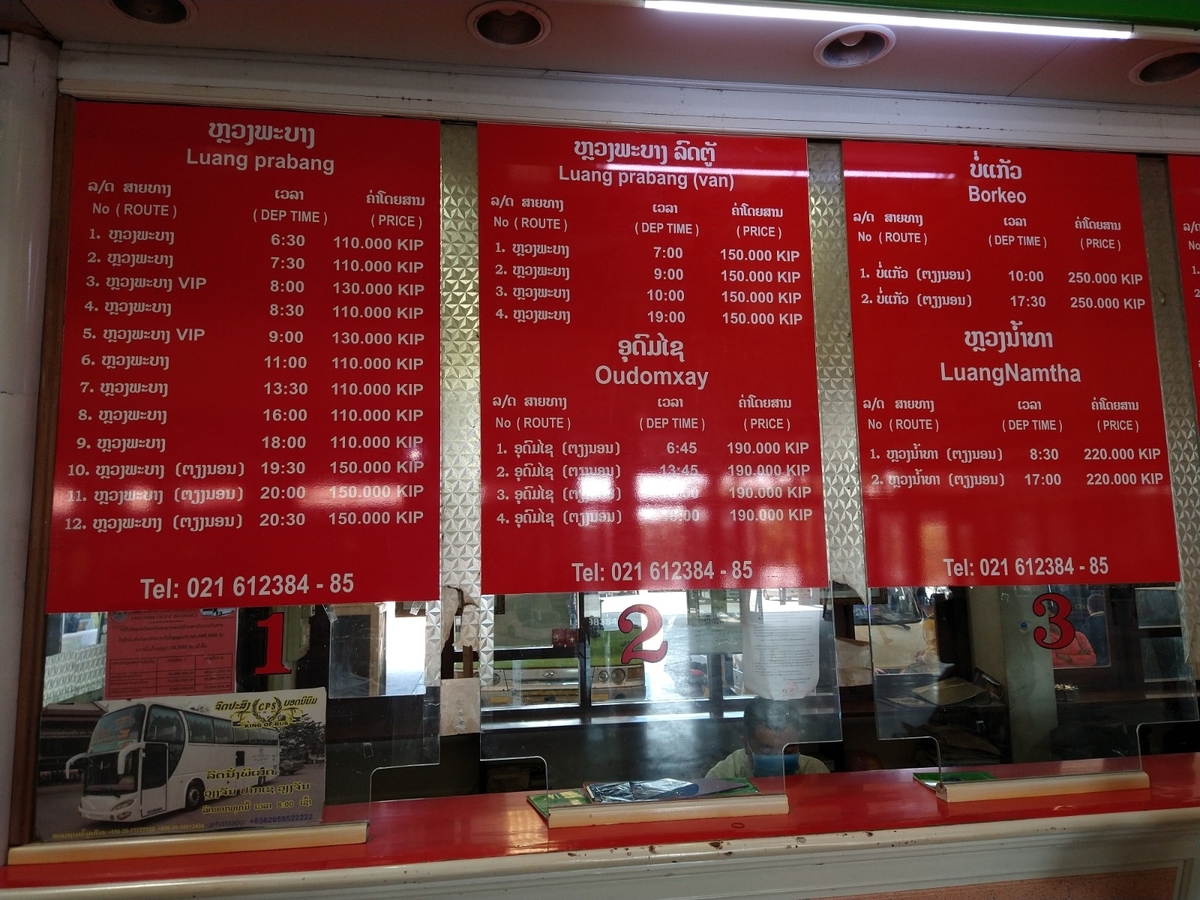 ຫຼວງພະບາງ
Luang prabang
ລ/ດ ສາຍທາງ ເວລາ ຄ່າໂດຍສານ
No ( ROUTE ) ( DEP TIME ) ( PRICE )
1. ຫຼວງພະບາງ 6:30 110.000 KIP
2. ຫຼວງພະບາງ 7:30 110.000 KIP
3. ຫຼວງພະບາງ VIP 8:00 130.000 KIP
4. ຫຼວງພະບາງ 8:30 110.000 KIP
5. ຫຼວງພະບາງ VIP 9:00 130.000 KIP
6. ຫຼວງພະບາງ 11:00 110.000 KIP
7. ຫຼວງພະບາງ 13:30 110.000 KIP
8. ຫຼວງພະບາງ 16:00 110.000 KIP
9. ຫຼວງພະບາງ 18:00 110.000 KIP
10. ຫຼວງພະບາງ (ຕຽງນອນ) 19:30 150.000 KIP
11. ຫຼວງພະບາງ (ຕຽງນອນ) 20:00 150.000 KIP
12. ຫຼວງພະບາງ (ຕຽງນອນ) 20:30 150.000 KIP
Tel: 021 612384 - 85
ຫຼວງພະບາງ ລົດຕູ້
Luang prabang (van)
ລ/ດ ສາຍທາງ ເວລາ ຄ່າໂດຍສານ
No ( ROUTE ) ( DEP TIME ) ( PRICE )
1. ຫຼວງພະບາງ 7:00 150.000 KIP
2. ຫຼວງພະບາງ 9:00 150.000 KIP
3. ຫຼວງພະບາງ 10:00 150.000 KIP
4. ຫຼວງພະບາງ 19:00 150.000 KIP
ອຸດົມໄຊ
Oudomxay
ລ/ດ ສາຍທາງ ເວລາ ຄ່າໂດຍສານ
No ( ROUTE ) ( DEP TIME ) ( PRICE )
1. ອຸດົມໄຊ (ຕຽງນອນ) 6:45 190.000 KIP
2. ອຸດົມໄຊ (ຕຽງນອນ) 13:45 190.000 KIP
3. ອຸດົມໄຊ (ຕຽງນອນ) 190.000 KIP
4. ອຸດົມໄຊ (ຕຽງນອນ) 190.000 KIP
Tel: 021 612384 - 85
ບໍ່ແກ້ວ
Borkeo
ລ/ດ ສາຍທາງ ເວລາ ຄ່າໂດຍສານ
No ( ROUTE ) ( DEP TIME ) ( PRICE )
1. ບໍ່ແກ້ວ (ຕຽງນອນ) 10:00 250.000 KIP
2. ບໍ່ແກ້ວ (ຕຽງນອນ) 17:30 250.000 KIP
ຫຼວງນ້ຳທາ
LuangNamtha
ລ/ດ ສາຍທາງ ເວລາ ຄ່າໂດຍສານ
No ( ROUTE ) ( DEP TIME ) ( PRICE )
1. ຫຼວງນ້ຳທາ (ຕຽງນອນ) 8:30 220.000 KIP
2. ຫຼວງນ້ຳທາ (ຕຽງນອນ) 17:00 220.000 KIP
Tel: 021 612384 - 85
1
2
3
CPS
KING OF BUS